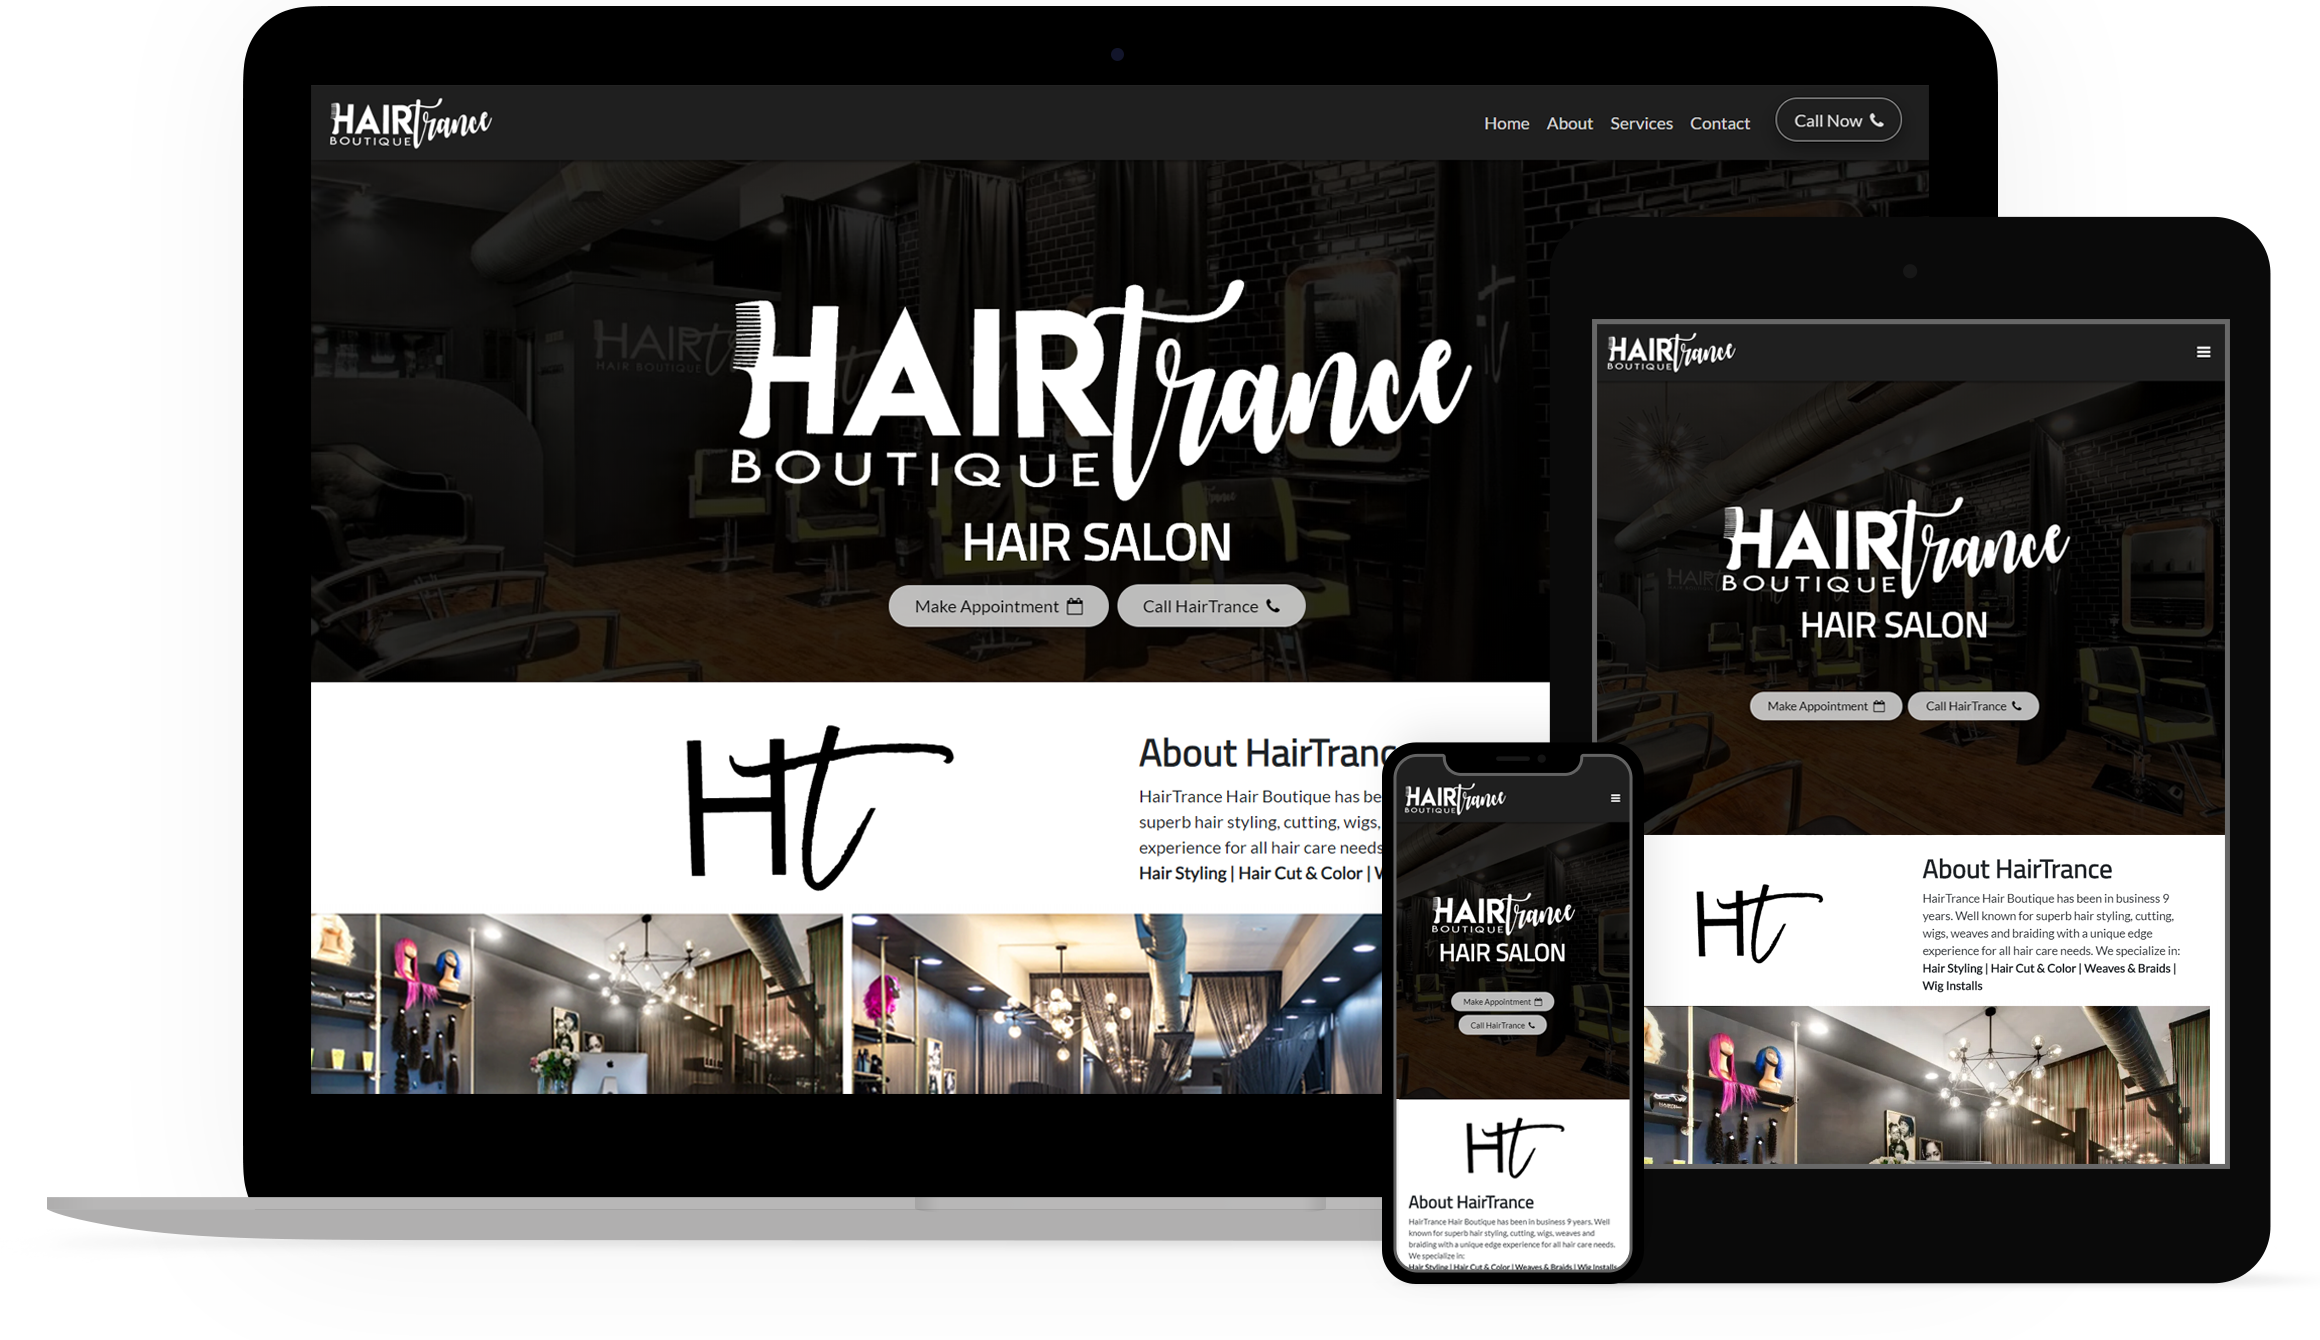 HAIRtrance
BOUTIQUE
Home About Services Contact Call Now
HAIRtrance
BOUTIQUE
HAIR SALON
Make Appointment Call HairTrance
Ht
About HairTranc
HairTrance Hair Boutique has be
superb hair styling, cutting, wigs,
experience for all hair care needs
Hair Styling | Hair Cut & Color | W
HAIRtrance
BOUTIQUE
HAIRtrance
BOUTIQUE
HAIR SALON
Make Appointment Call HairTrance
Ht
About HairTrance
HairTrance Hair Boutique has been in business 9
years. Well known for superb hair styling, cutting,
wigs, weaves and braiding with a unique edge
experience for all hair care needs. We specialize in:
Hair Styling | Hair Cut & Color | Weaves & Braids |
Wig Installs
HAIRtrance
BOUTIQUE
HAIRtrance
BOUTIQUE
HAIR SALON
Make Appointment
Call HairTrance
Ht
About HairTrance
HairTrance Hair Boutique has been in business 9 years. Well
known for superb hair styling, cutting, wigs, weaves and
braiding with a unique edge experience for all hair care needs.
We specialize in:
Hair Styling | Hair Cut & Color | Weaves & Braids | Wig Installs